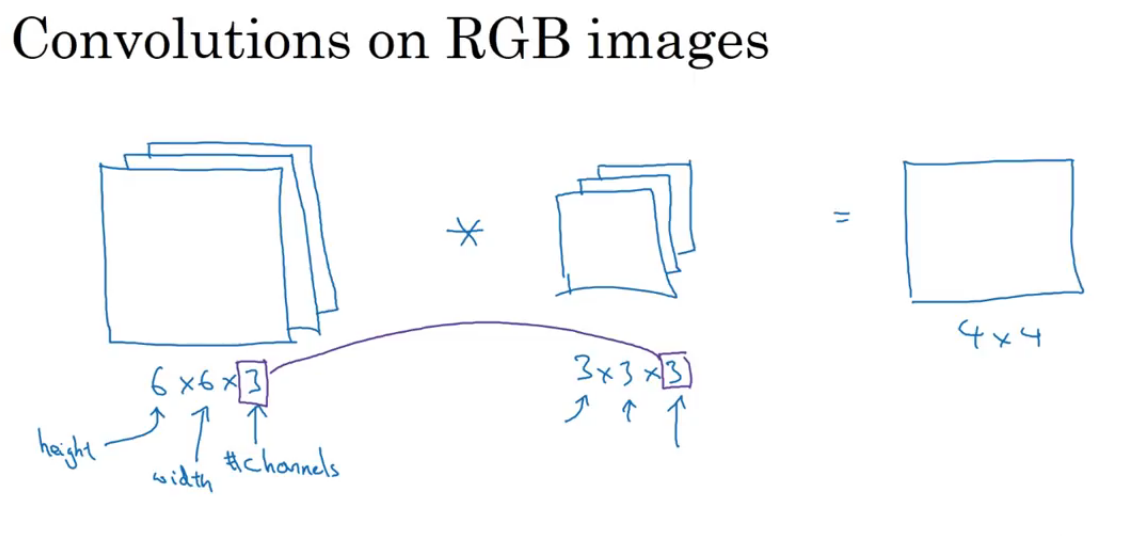 Convolutions on RGB images
* =
4 x 4
6 x 6 x 3
3 x 3 x 3
height
width
#channels